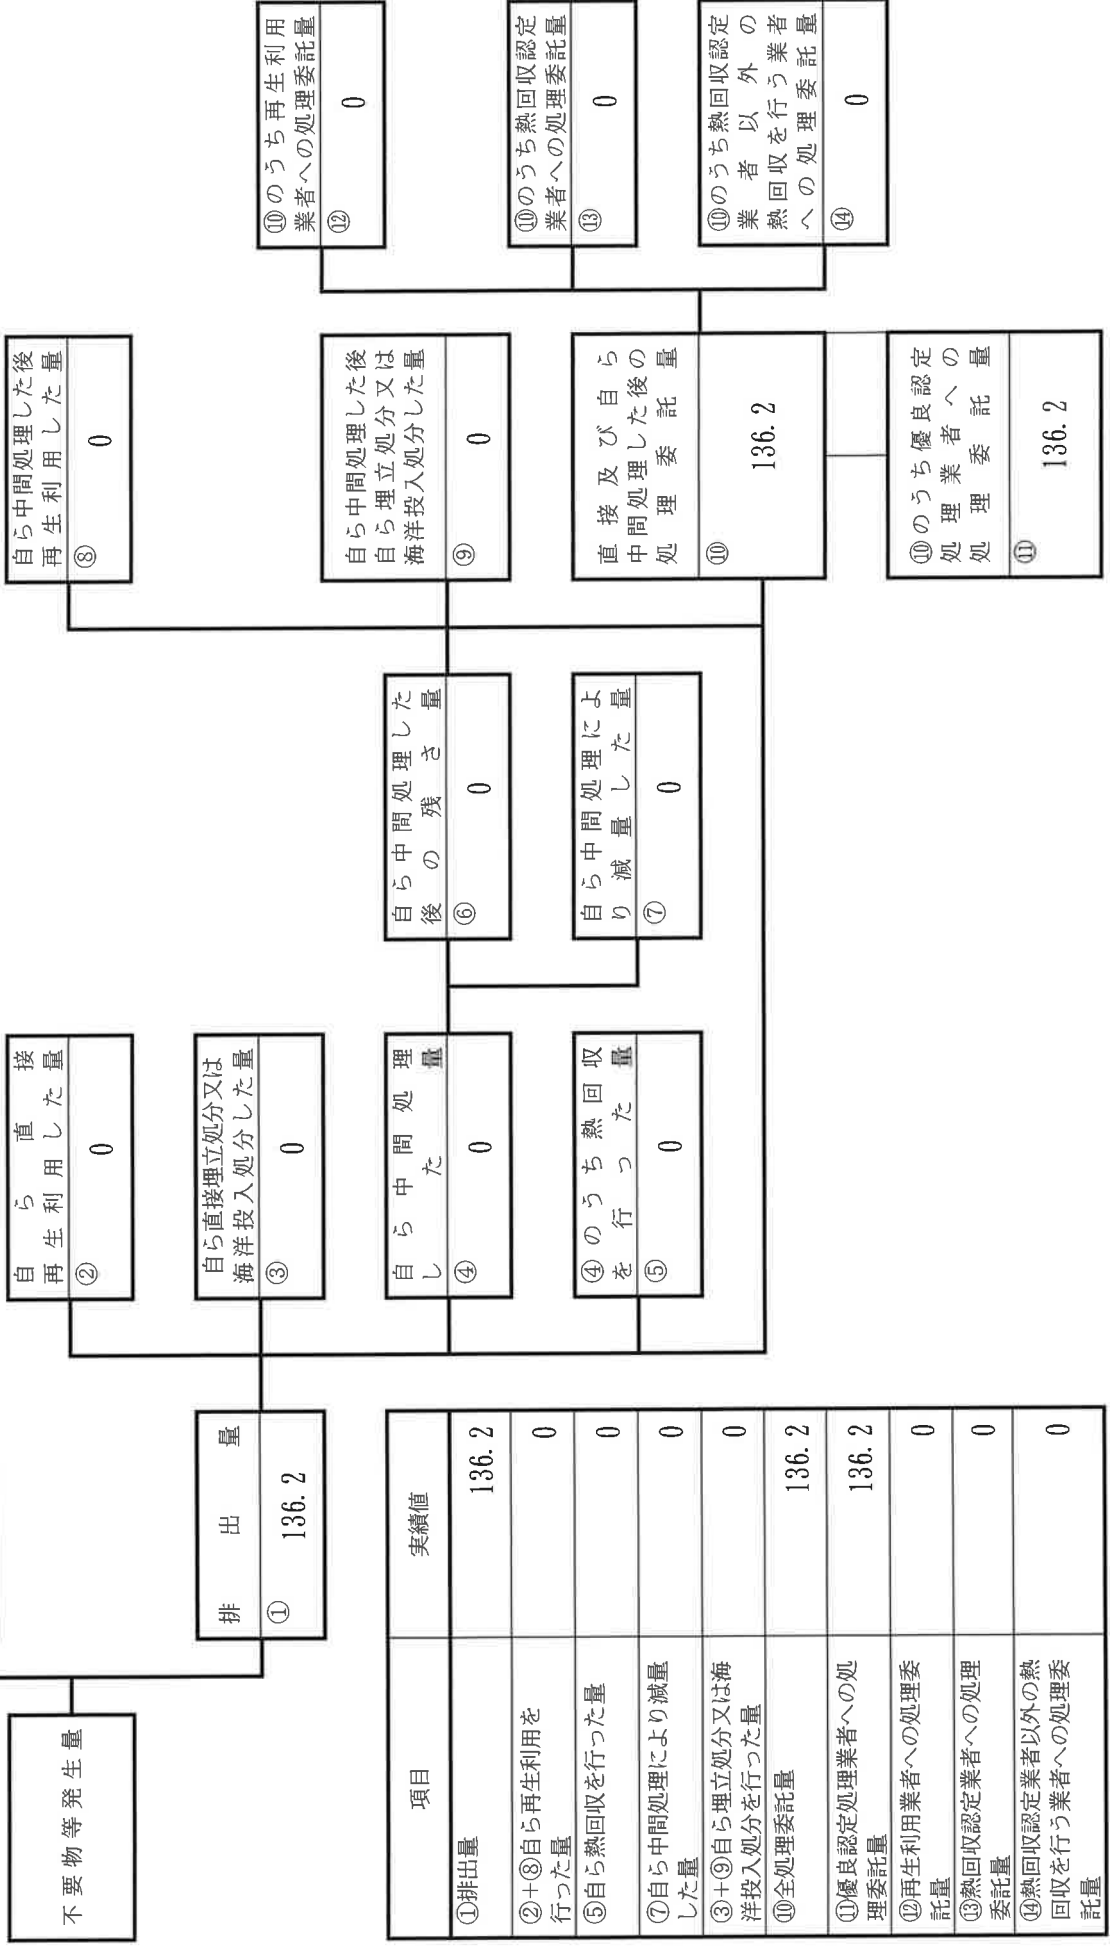 不要物等発生量
排出量
① 136.2
自ら直接
再生利用した量
② 0
自ら直接埋立処分又は
海洋投入処分した量
③ 0
自ら中間処理
した量
④ 0
④のうち熱回収
を行った量
⑤ 0
自ら中間処理した
後の残さ量
⑥ 0
自ら中間処理によ
り減量した量
⑦ 0
自ら中間処理した後
再生利用した量
⑧ 0
自ら中間処理した後
自ら埋立処分又は
海洋投入処分した量
⑨ 0
直接及び自ら
中間処理した後の
処理委託量
⑩ 136.2
⑩のうち優良認定
処理業者への
処理委託量
⑪ 136.2
⑩のうち再生利用
業者への処理委託量
⑫ 0
⑩のうち熱回収認定
業者への処理委託量
⑬ 0
⑩のうち熱回収認定
業者以外の
熱回収を行う業者
への処理委託量
⑭ 0
項目 実績値
①排出量 136.2
②+⑧自ら再生利用を
行った量 0
⑤自ら熱回収を行った量 0
⑦自ら中間処理により減量
した量 0
③+⑨自ら埋立処分又は海
洋投入処分を行った量 0
⑩全処理委託量 136.2
⑪優良認定処理業者への処
理委託量 136.2
⑫再生利用業者への処理委
託量 0
⑬熱回収認定業者への処理
委託量 0
⑭熱回収認定業者以外の熱
回収を行う業者への処理委
託量 0